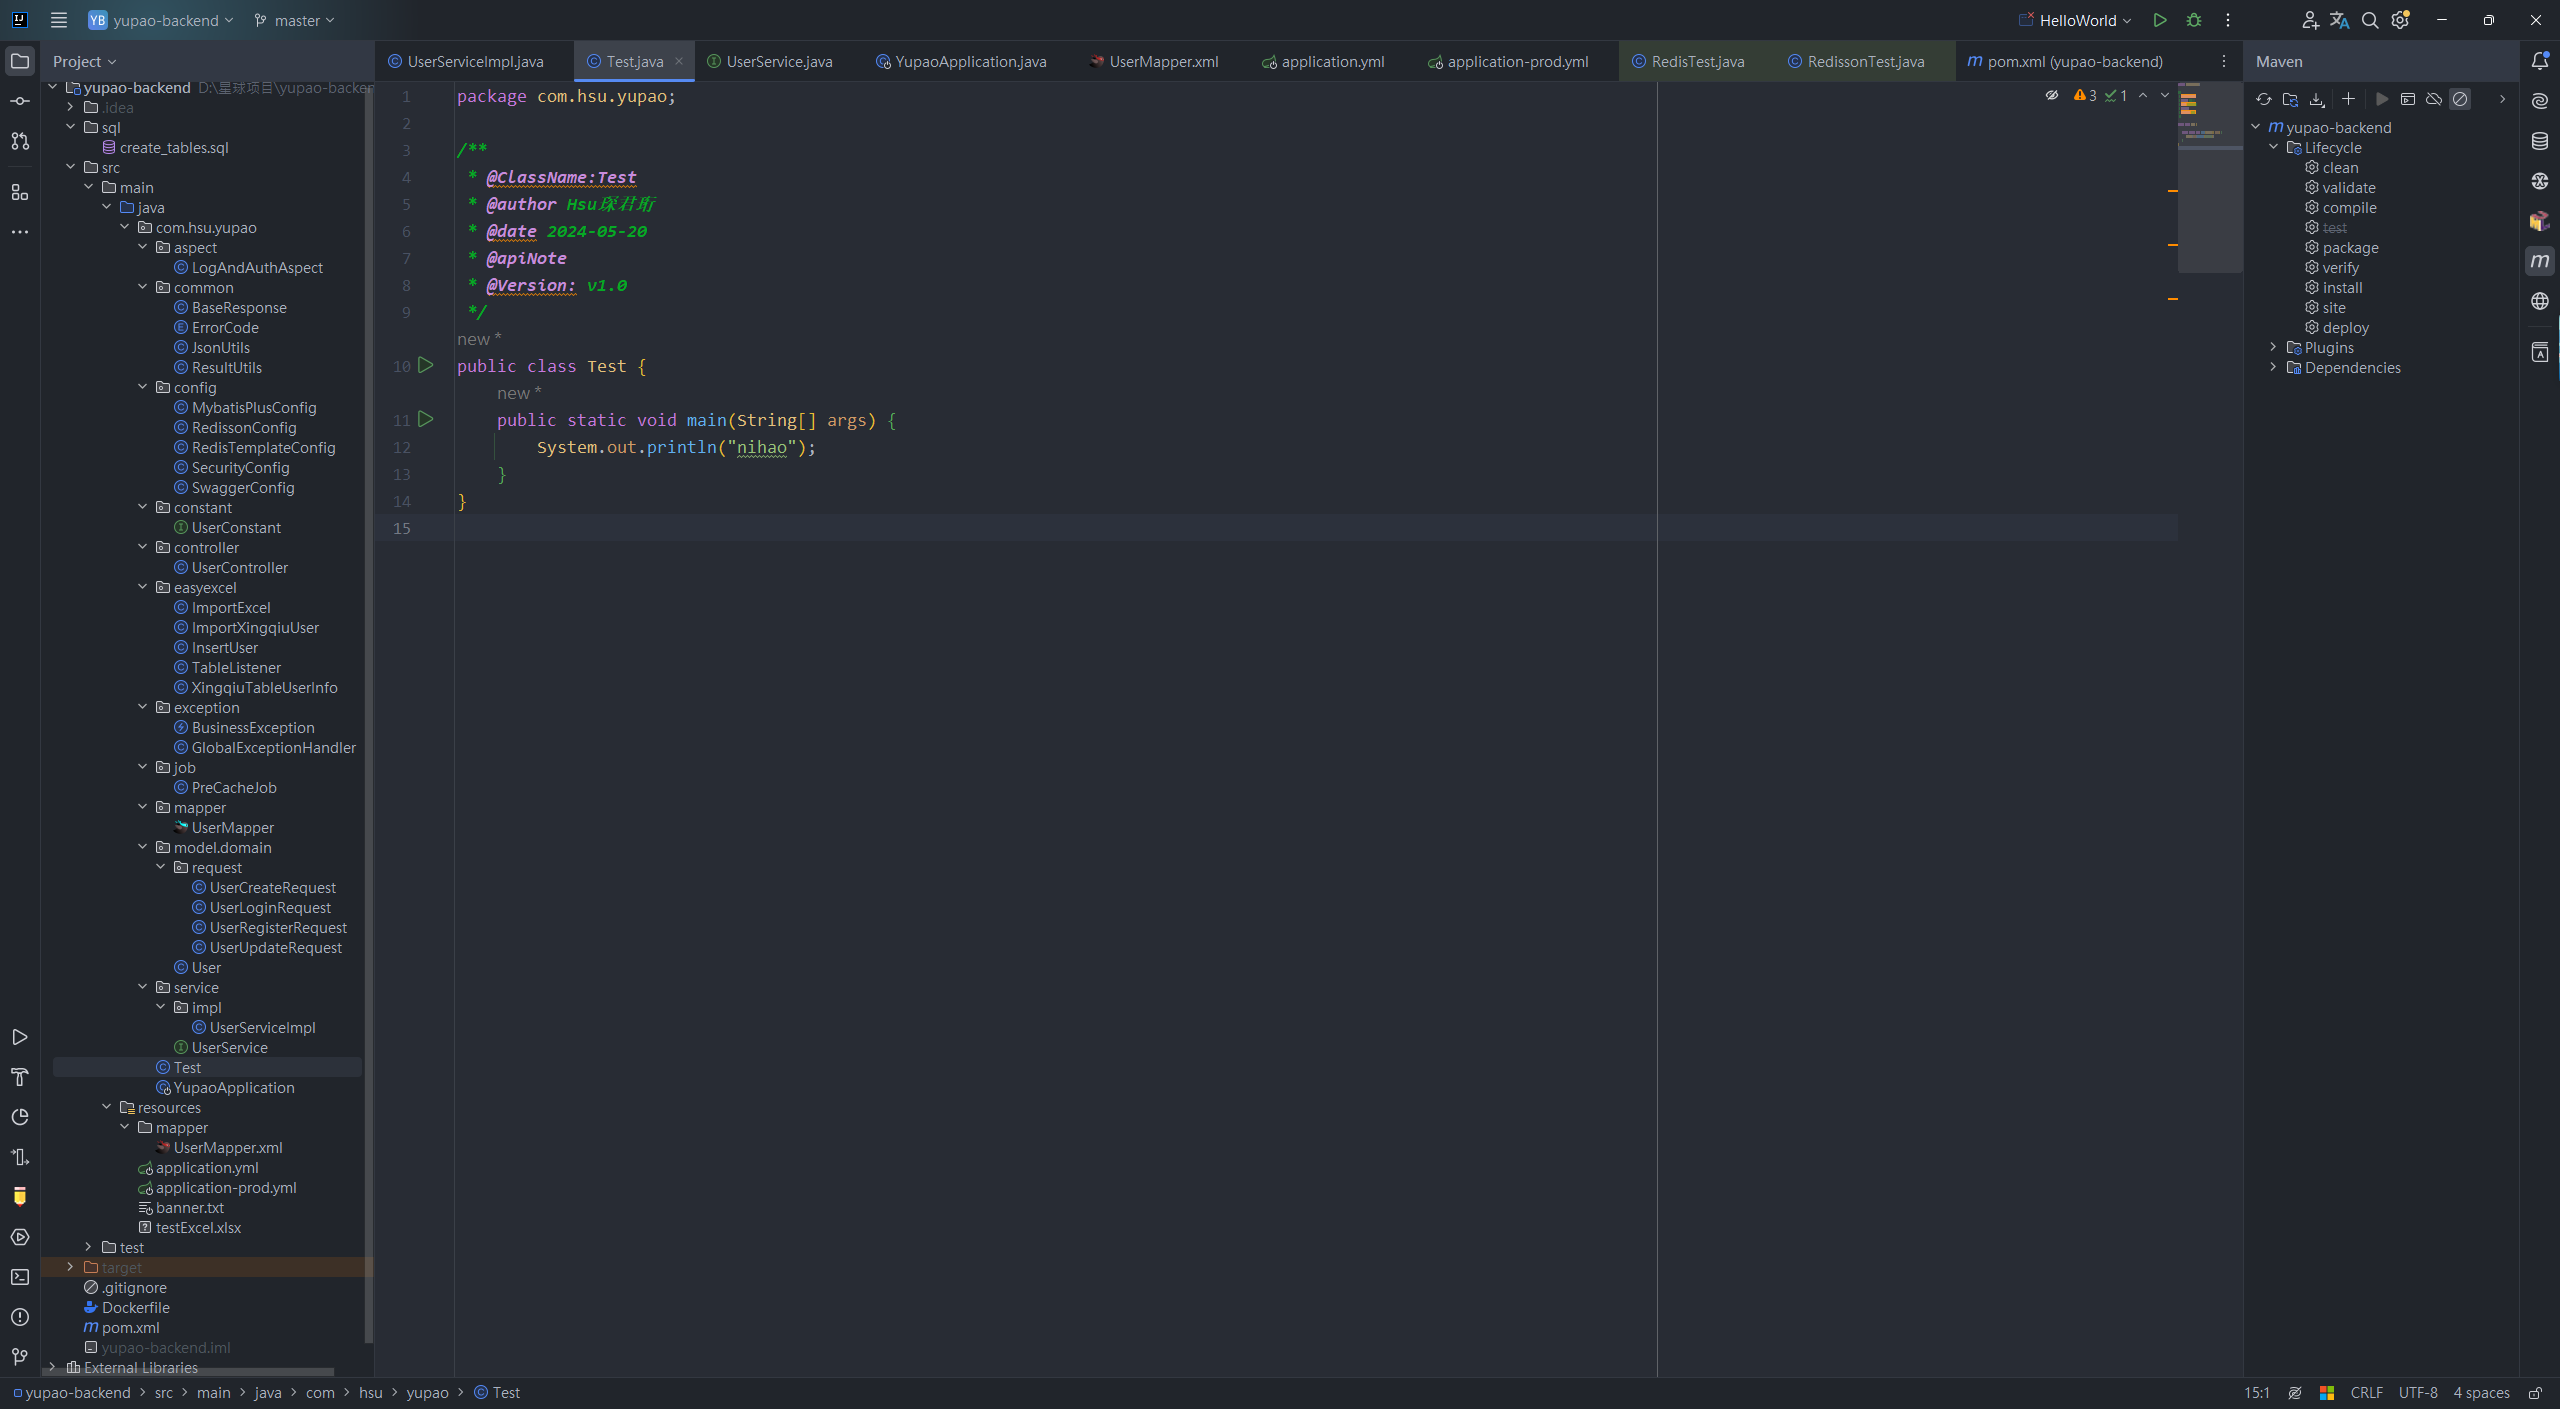 YB yupao-backend master HelloWorld
Project
UserServiceImpl.java Test.java UserService.java YupaoApplication.java UserMapper.xml application.yml application-prod.yml RedisTest.java RedissonTest.java pom.xml (yupao-backend)
Maven
yupao-backend D:\星球项目\yupao-backen
.idea
sql
create_tables.sql
src
main
java
com.hsu.yupao
aspect
LogAndAuthAspect
common
BaseResponse
ErrorCode
JsonUtils
ResultUtils
config
MybatisPlusConfig
RedissonConfig
RedisTemplateConfig
SecurityConfig
SwaggerConfig
constant
UserConstant
controller
UserController
easyexcel
ImportExcel
ImportXingqiuUser
InsertUser
TableListener
XingqiuTableUserInfo
exception
BusinessException
GlobalExceptionHandler
job
PreCacheJob
mapper
UserMapper
model.domain
request
UserCreateRequest
UserLoginRequest
UserRegisterRequest
UserUpdateRequest
User
service
impl
UserServiceImpl
UserService
Test
YupaoApplication
resources
mapper
UserMapper.xml
application.yml
application-prod.yml
banner.txt
testExcel.xlsx
test
target
.gitignore
Dockerfile
pom.xml
yupao-backend.iml
External Libraries
1 package com.hsu.yupao;
2
3 /**
4 * @ClassName:Test
5 * @author Hsu琛君珩
6 * @date 2024-05-20
7 * @apiNote
8 * @Version: v1.0
9 */
new *
10 public class Test {
new *
11 public static void main(String[] args) {
12 System.out.println("nihao");
13 }
14 }
15
3 1
yupao-backend
Lifecycle
clean
validate
compile
test
package
verify
install
site
deploy
Plugins
Dependencies
yupao-backend > src > main > java > com > hsu > yupao > Test
15:1 CRLF UTF-8 4 spaces